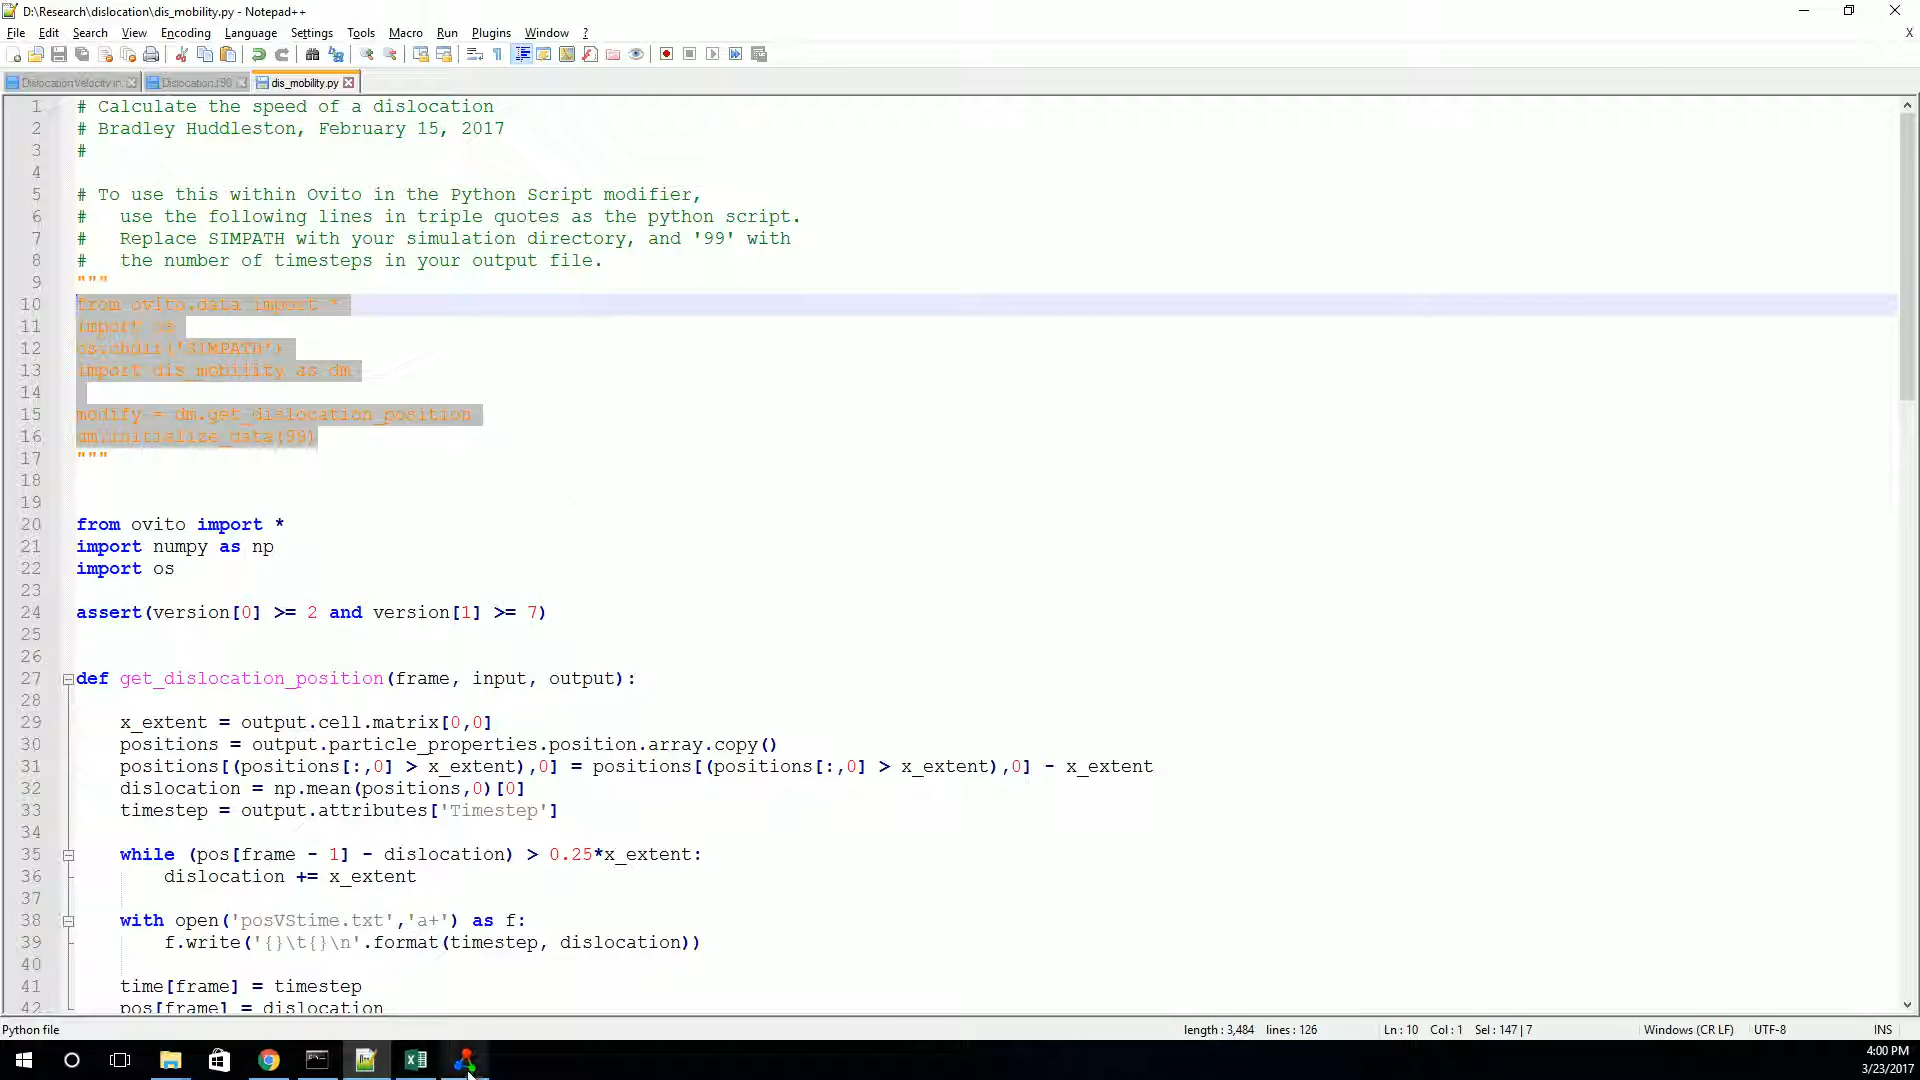 D:\Research\dislocation\dis_mobility.py - Notepad++
File Edit Search View Encoding Language Settings Tools Macro Run Plugins Window ? X
DislocationVelocity.in Dislocation.f90 dis_mobility.py
1 # Calculate the speed of a dislocation
2 # Bradley Huddleston, February 15, 2017
3 #
4
5 # To use this within Ovito in the Python Script modifier,
6 # use the following lines in triple quotes as the python script.
7 # Replace SIMPATH with your simulation directory, and '99' with
8 # the number of timesteps in your output file.
9 """
10 from ovito.data import *
11 import os
12 os.chdir('SIMPATH')
13 import dis_mobility as dm
14
15 modify = dm.get_dislocation_position
16 dm.initialize_data(99)
17 """
18
19
20 from ovito import *
21 import numpy as np
22 import os
23
24 assert(version[0] >= 2 and version[1] >= 7)
25
26
27 def get_dislocation_position(frame, input, output):
28
29 x_extent = output.cell.matrix[0,0]
30 positions = output.particle_properties.position.array.copy()
31 positions[(positions[:,0] > x_extent),0] = positions[(positions[:,0] > x_extent),0] - x_extent
32 dislocation = np.mean(positions,0)[0]
33 timestep = output.attributes['Timestep']
34
35 while (pos[frame - 1] - dislocation) > 0.25*x_extent:
36 dislocation += x_extent
37
38 with open('posVStime.txt','a+') as f:
39 f.write('{}\t{}\n'.format(timestep, dislocation))
40
41 time[frame] = timestep
42 pos[frame] = dislocation
Python file length : 3,484 lines : 126 Ln : 10 Col : 1 Sel : 147 | 7 Windows (CR LF) UTF-8 INS
4:00 PM
3/23/2017